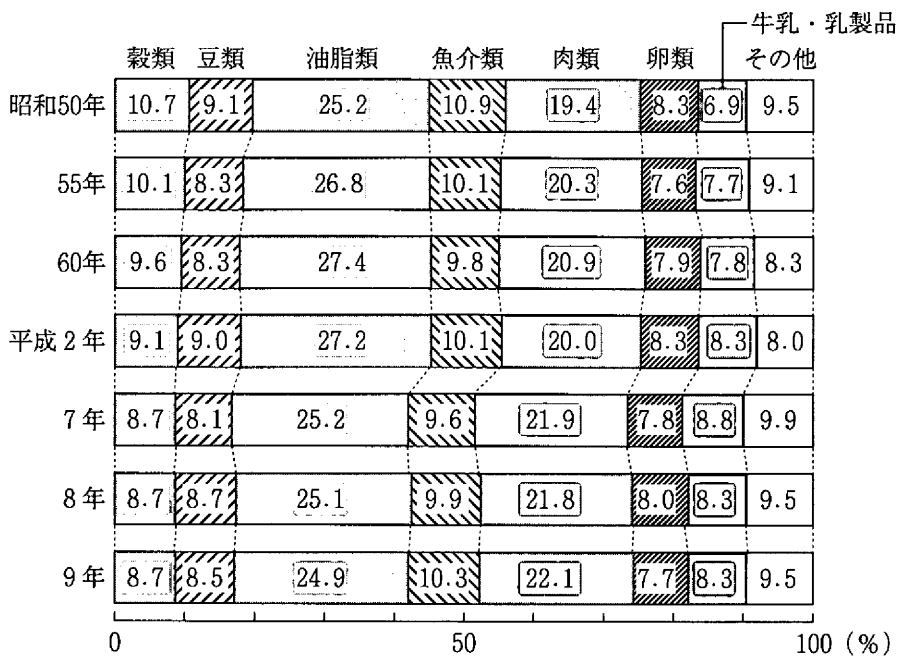 牛乳・乳製品
穀類 豆類 油脂類 魚介類 肉類 卵類 その他
昭和50年 10.7 9.1 25.2 10.9 19.4 8.3 6.9 9.5
55年 10.1 8.3 26.8 10.1 20.3 7.6 7.7 9.1
60年 9.6 8.3 27.4 9.8 20.9 7.9 7.8 8.3
平成2年 9.1 9.0 27.2 10.1 20.0 8.3 8.3 8.0
7年 8.7 8.1 25.2 9.6 21.9 7.8 8.8 9.9
8年 8.7 8.7 25.1 9.9 21.8 8.0 8.3 9.5
9年 8.7 8.5 24.9 10.3 22.1 7.7 8.3 9.5
0 50 100 (%)